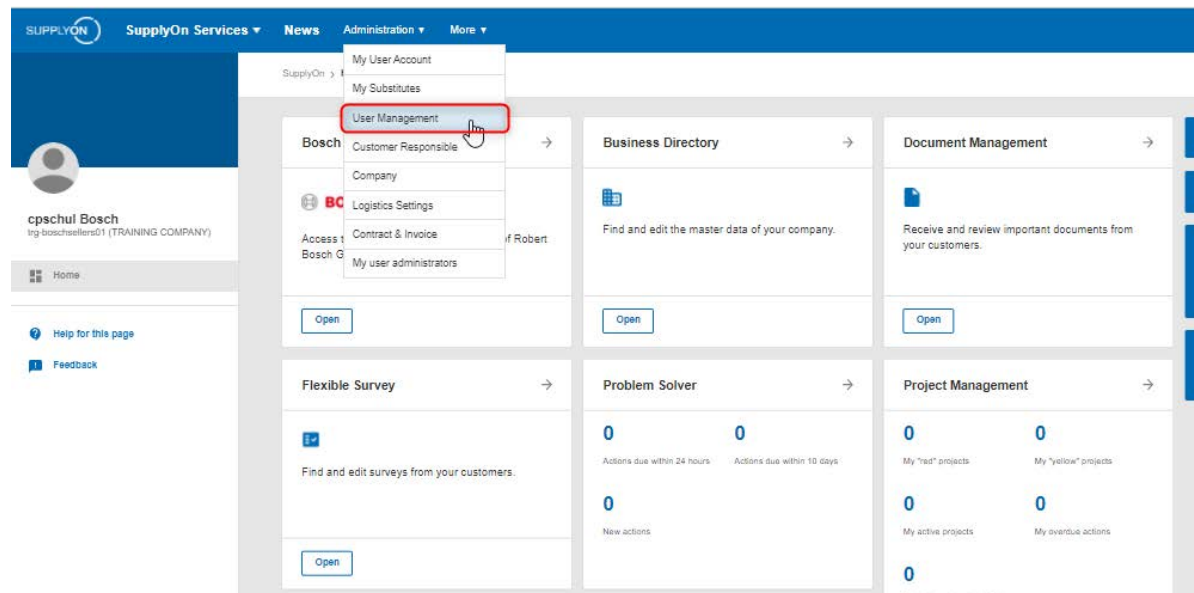 SUPPLYON
SupplyOn Services
News
Administration
More
My User Account
My Substitutes
User Management
Customer Responsible
Company
Logistics Settings
Contract & Invoice
My user administrators
SupplyOn >
cpschul Bosch
trg-boschsellers01 (TRAINING COMPANY)
Home
Help for this page
Feedback
Bosch
BO
Access t
of Robert
Bosch G
Open
Business Directory
Find and edit the master data of your company.
Open
Document Management
Receive and review important documents from
your customers.
Open
Flexible Survey
Find and edit surveys from your customers.
Open
Problem Solver
0 0
Actions due within 24 hours Actions due within 10 days
0
New actions
Project Management
0 0
My "red" projects My "yellow" projects
0 0
My active projects My overdue actions
0